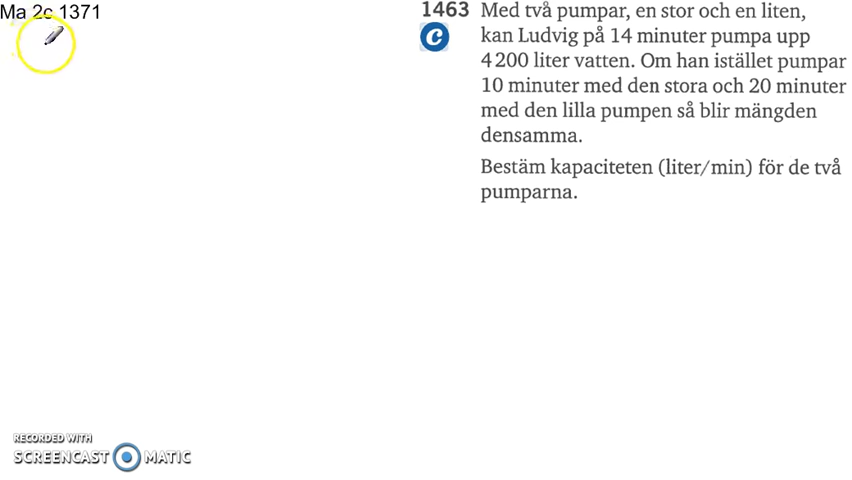 Ma 2c 1371
1463 Med två pumpar, en stor och en liten,
C
kan Ludvig på 14 minuter pumpa upp
4 200 liter vatten. Om han istället pumpar
10 minuter med den stora och 20 minuter
med den lilla pumpen så blir mängden
densamma.
Bestäm kapaciteten (liter/min) för de två
pumparna.
RECORDED WITH
SCREENCAST MATIC